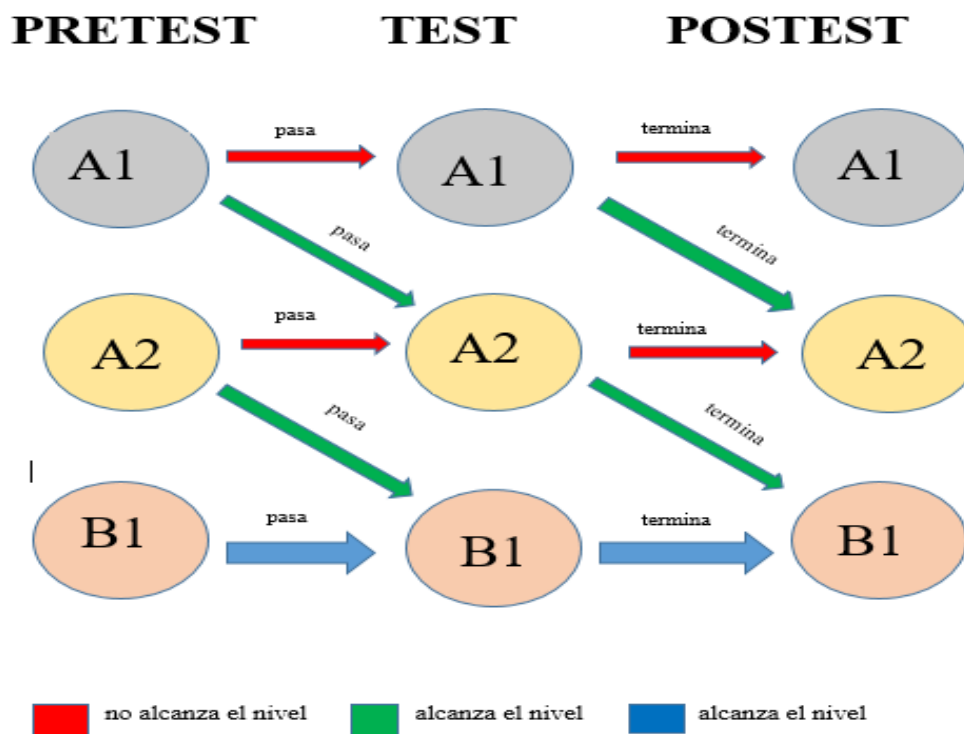 PRETEST TEST POSTEST
pasa termina
A1 A1 A1
pasa termina
pasa termina
A2 A2 A2
pasa termina
pasa termina
B1 B1 B1
no alcanza el nivel alcanza el nivel alcanza el nivel